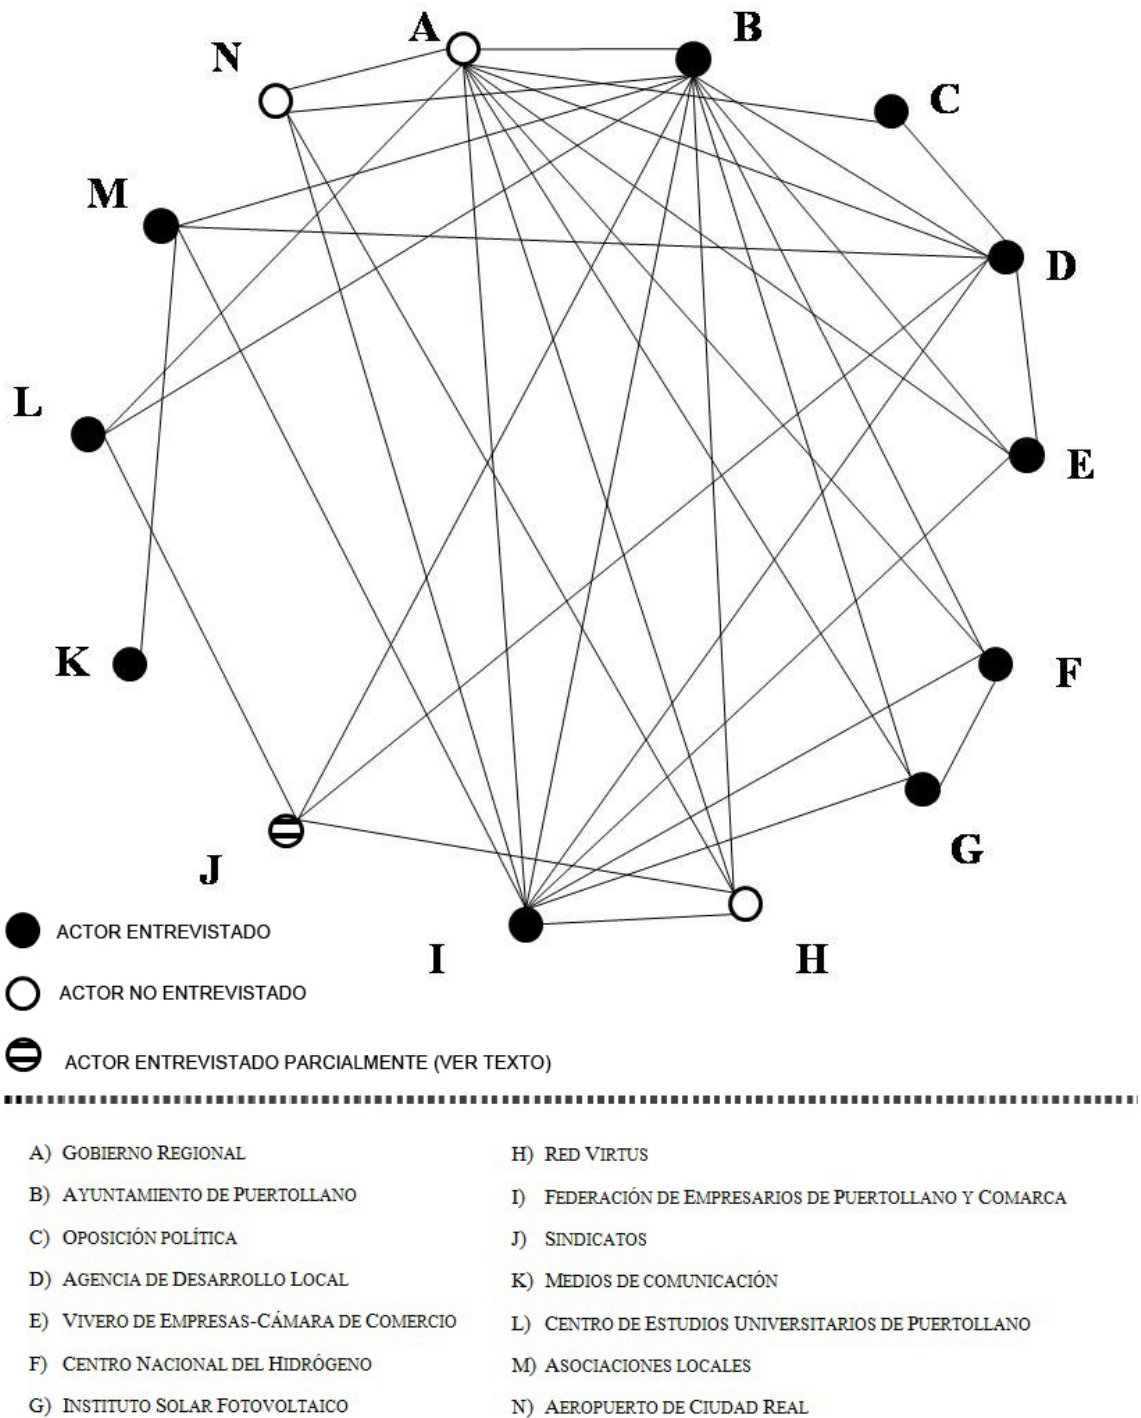 A
B
N
C
M
D
L
E
K
F
J
G
I
H
ACTOR ENTREVISTADO
ACTOR NO ENTREVISTADO
ACTOR ENTREVISTADO PARCIALMENTE (VER TEXTO)
A) GOBIERNO REGIONAL
B) AYUNTAMIENTO DE PUERTOLLANO
C) OPOSICIÓN POLÍTICA
D) AGENCIA DE DESARROLLO LOCAL
E) VIVERO DE EMPRESAS-CÁMARA DE COMERCIO
F) CENTRO NACIONAL DEL HIDRÓGENO
G) INSTITUTO SOLAR FOTOVOLTAICO
H) RED VIRTUS
I) FEDERACIÓN DE EMPRESARIOS DE PUERTOLLANO Y COMARCA
J) SINDICATOS
K) MEDIOS DE COMUNICACIÓN
L) CENTRO DE ESTUDIOS UNIVERSITARIOS DE PUERTOLLANO
M) ASOCIACIONES LOCALES
N) AEROPUERTO DE CIUDAD REAL